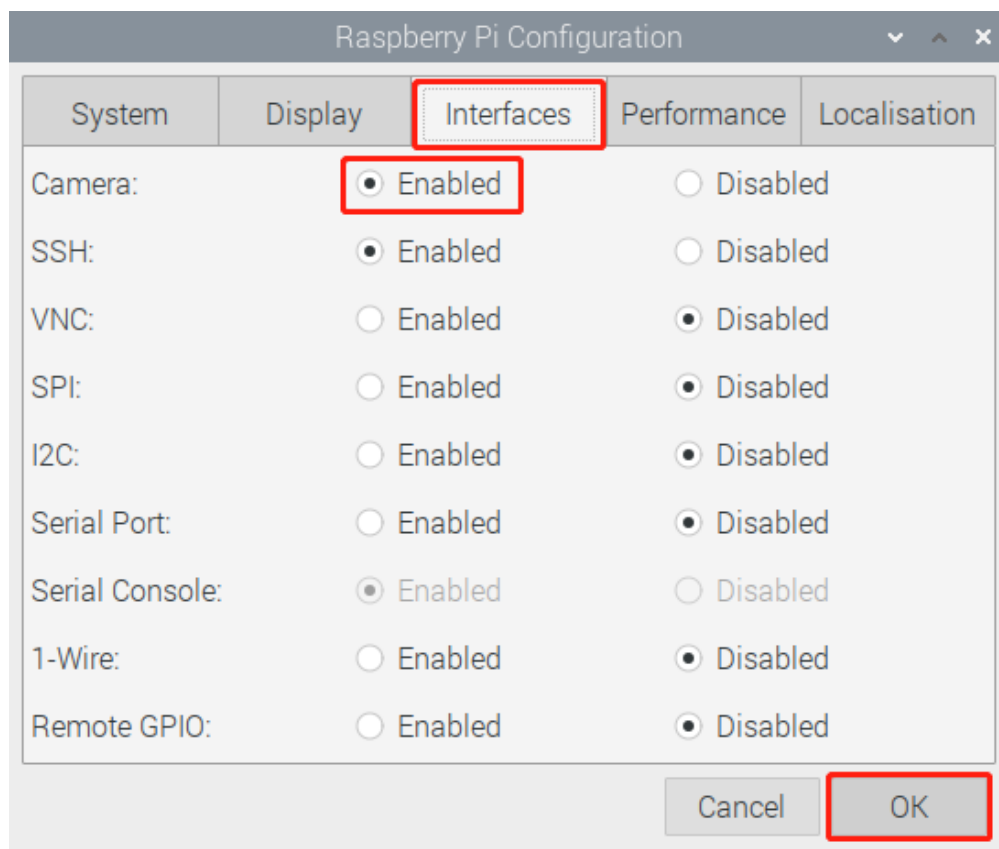 Raspberry Pi Configuration
System Display Interfaces Performance Localisation
Camera: Enabled Disabled
SSH: Enabled Disabled
VNC: Enabled Disabled
SPI: Enabled Disabled
I2C: Enabled Disabled
Serial Port: Enabled Disabled
Serial Console: Enabled Disabled
1-Wire: Enabled Disabled
Remote GPIO: Enabled Disabled
Cancel OK